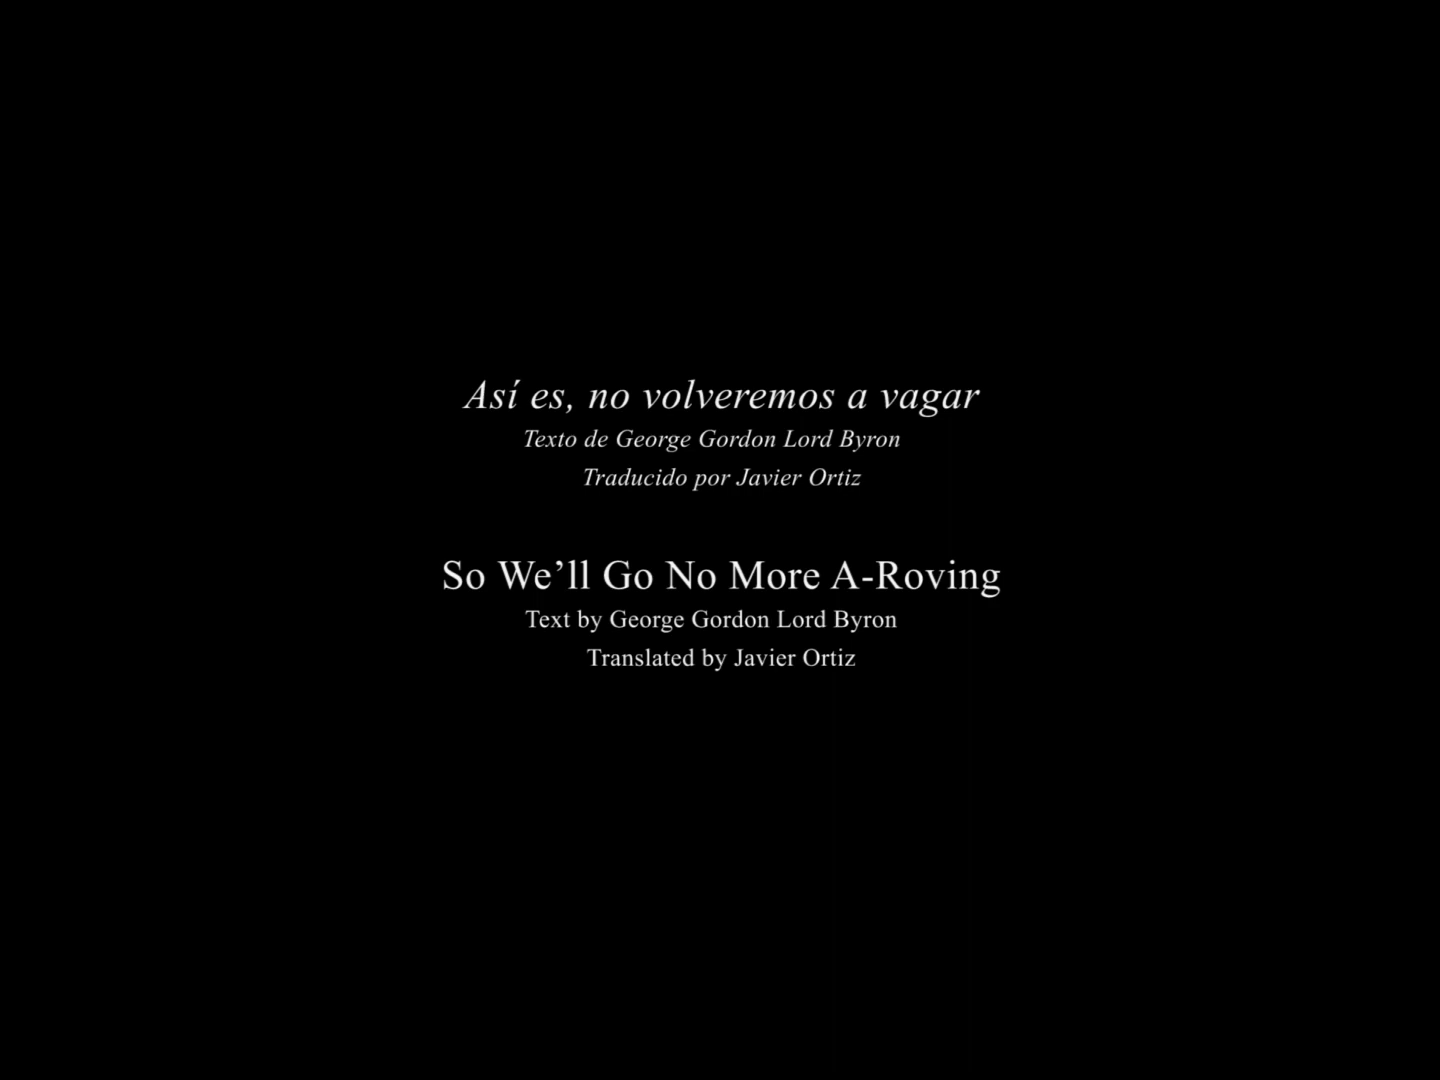 Así es, no volveremos a vagar
Texto de George Gordon Lord Byron
Traducido por Javier Ortiz
So We’ll Go No More A-Roving
Text by George Gordon Lord Byron
Translated by Javier Ortiz